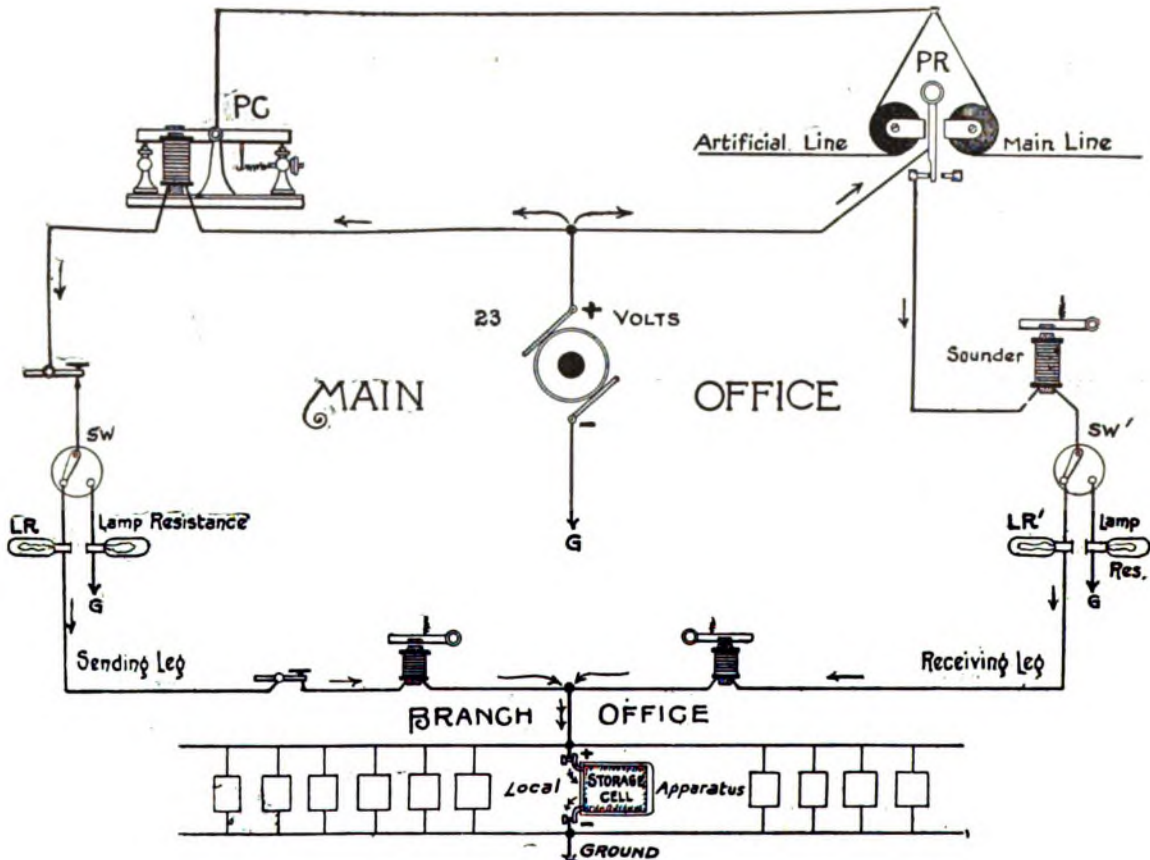 PC
PR
Artificial Line
Main Line
23 + VOLTS
Sounder
MAIN OFFICE
-
SW
SW'
LR Lamp Resistance
LR' Lamp
Res.
G
G
G
Sending Leg
Receiving Leg
BRANCH OFFICE
+
Local STORAGE CELL Apparatus
-
GROUND